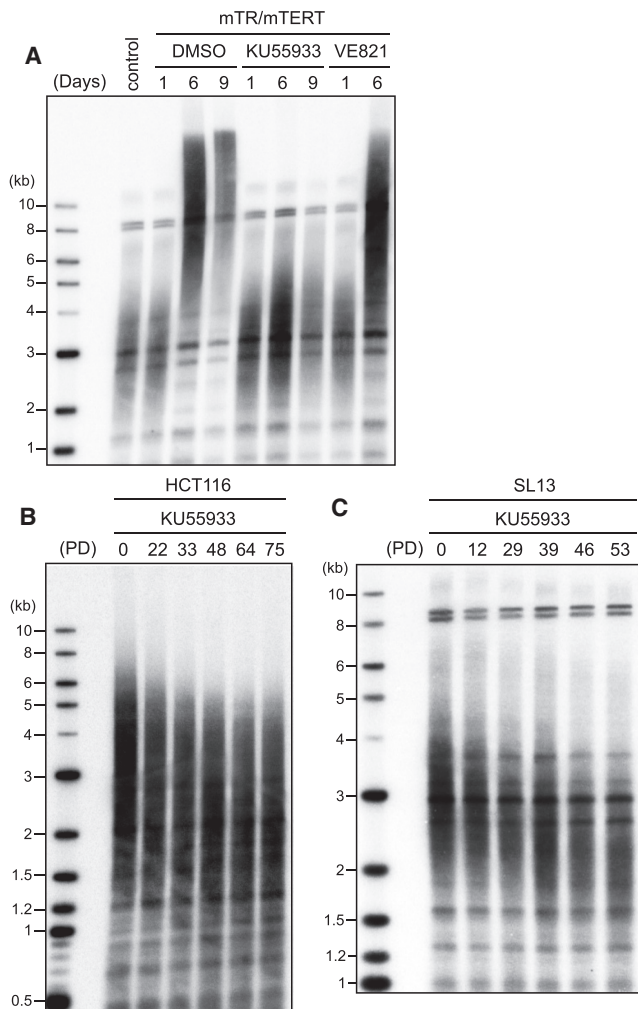 mTR/mTERT
A
control
DMSO KU55933 VE821
(Days) 1 6 9 1 6 9 1 6
(kb)
10
8
6
5
4
3
2
1
HCT116
B
KU55933
(PD) 0 22 33 48 64 75
(kb)
10
8
6
5
4
3
2
1.5
1.2
1
0.5
SL13
C
KU55933
(PD) 0 12 29 39 46 53
(kb)
10
8
6
5
4
3
2
1.5
1.2
1